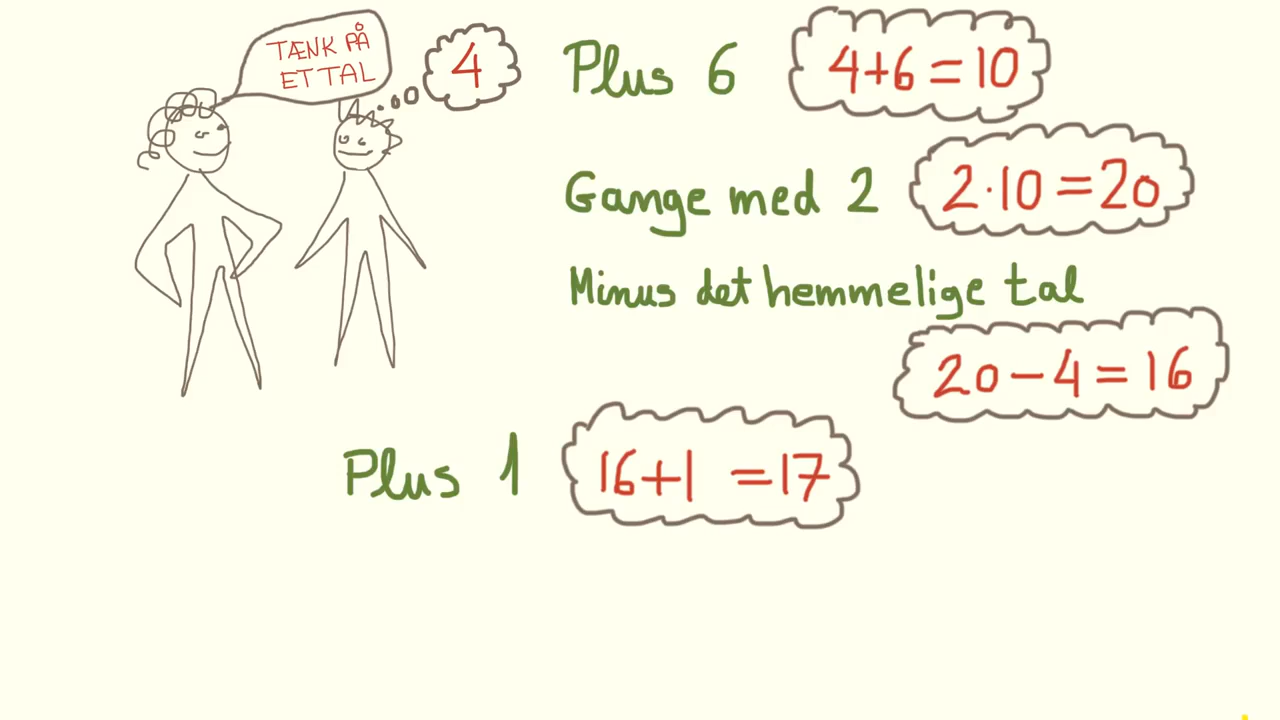 TÆNK PÅ
ET TAL
4
Plus 6
4+6=10
Gange med 2
2·10=20
Minus det hemmelige tal
20-4=16
Plus 1
16+1 =17